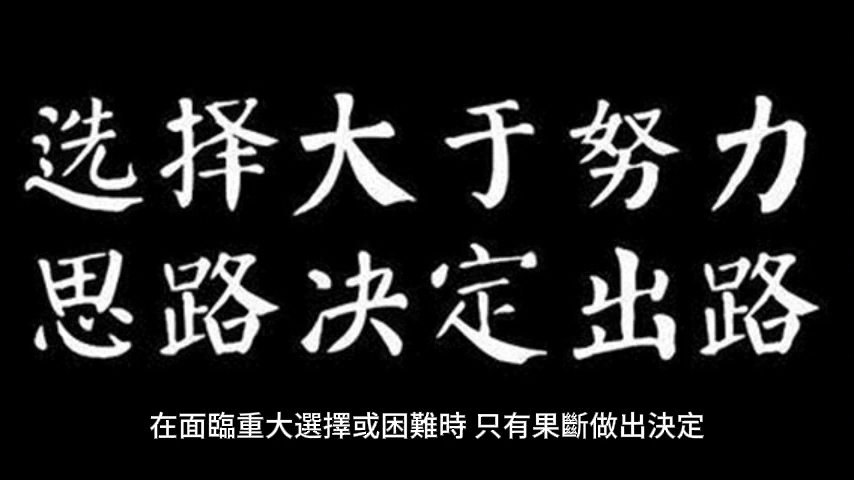 选择大于努力
思路决定出路
在面臨重大選擇或困難時 只有果斷做出決定